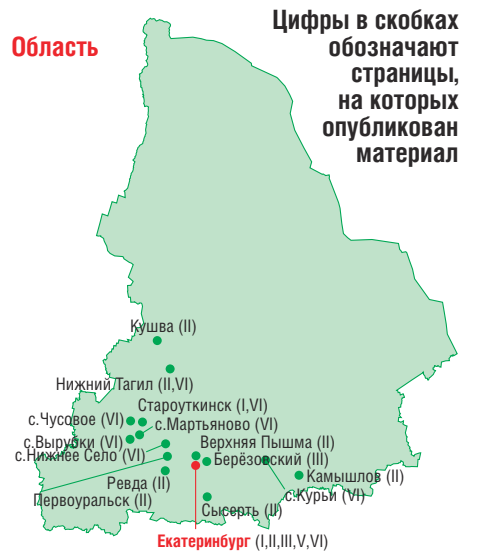 Цифры в скобках
обозначают
страницы,
на которых
опубликован
материал
Область
Кушва (II)
Нижний Тагил (II,VI)
Староуткинск (I,VI)
с.Чусовое (VI)
с.Мартьяново (VI)
с.Вырубки (VI)
Верхняя Пышма (II)
с.Нижнее Село (VI)
Берёзовский (III)
Камышлов (II)
Ревда (II)
с.Курьи (VI)
Первоуральск (II)
Сысерть (II)
Екатеринбург (I,II,III,V,VI)